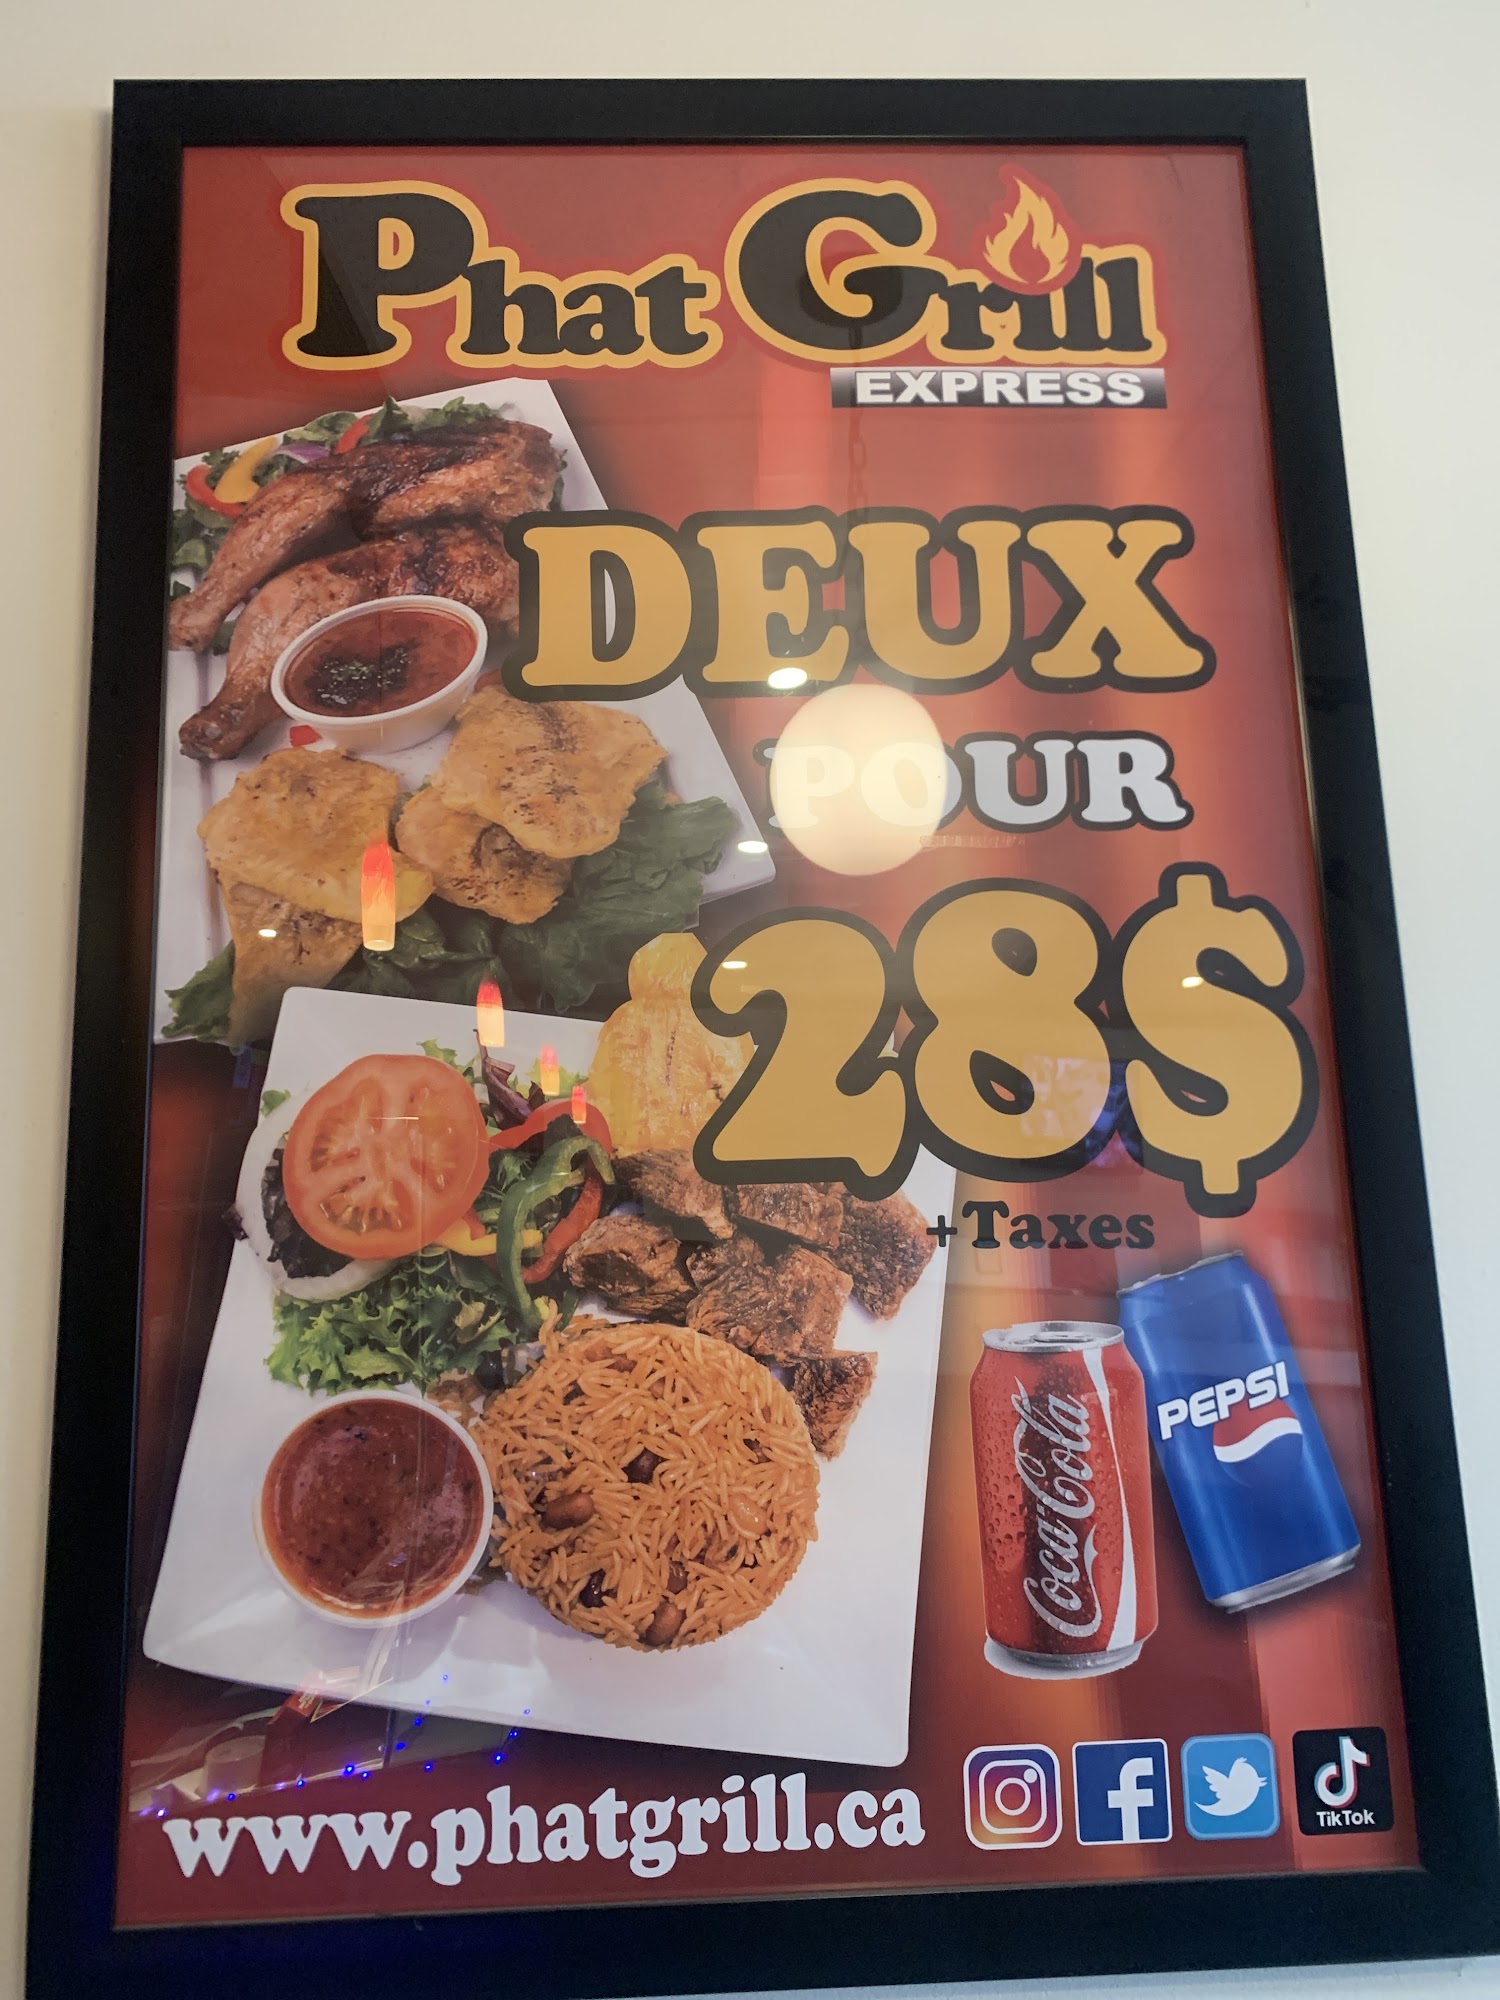 Phat Grill
EXPRESS
DEUX
POUR
28$
+Taxes
Coca-Cola
PEPSI
www.phatgrill.ca
f
TikTok